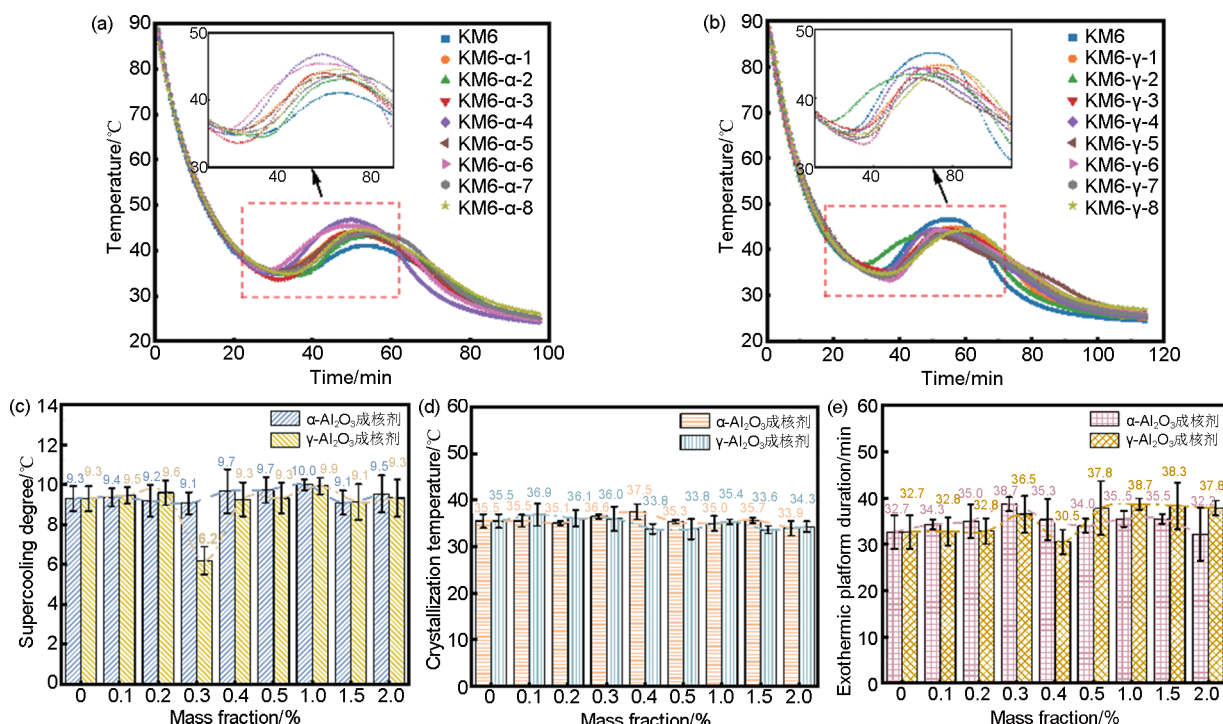 (a)
90
80
70
60
50
40
30
20
Temperature/℃
0
20
40
60
80
100
Time/min
50
40
30
40
80
KM6
KM6-α-1
KM6-α-2
KM6-α-3
KM6-α-4
KM6-α-5
KM6-α-6
KM6-α-7
KM6-α-8
(b)
90
80
70
60
50
40
30
20
Temperature/℃
0
20
40
60
80
100
120
Time/min
50
40
30
40
80
KM6
KM6-γ-1
KM6-γ-2
KM6-γ-3
KM6-γ-4
KM6-γ-5
KM6-γ-6
KM6-γ-7
KM6-γ-8
(c)
14
12
10
8
6
4
2
0
Supercooling degree/℃
α-Al₂O₃成核剂
γ-Al₂O₃成核剂
9.3 9.3 9.4 9.5 9.2 9.6 9.1 6.2 9.7 9.3 9.7 9.3 10.0 9.9 9.1 9.1 9.5 9.3
0 0.1 0.2 0.3 0.4 0.5 1.0 1.5 2.0
Mass fraction/%
(d)
60
50
40
30
20
10
0
Crystallization temperature/℃
α-Al₂O₃成核剂
γ-Al₂O₃成核剂
35.5 35.5 35.5 36.9 35.1 36.1 36.6 36.0 37.5 33.8 35.3 33.8 35.0 35.4 35.7 33.6 33.9 34.3
0 0.1 0.2 0.3 0.4 0.5 1.0 1.5 2.0
Mass fraction/%
(e)
60
50
40
30
20
10
0
Exothermic platform duration/min
α-Al₂O₃成核剂
γ-Al₂O₃成核剂
32.7 32.7 34.3 32.8 35.0 32.8 38.7 36.5 35.3 30.5 34.0 37.8 35.5 38.7 35.5 38.3 32.2 37.8
0 0.1 0.2 0.3 0.4 0.5 1.0 1.5 2.0
Mass fraction/%